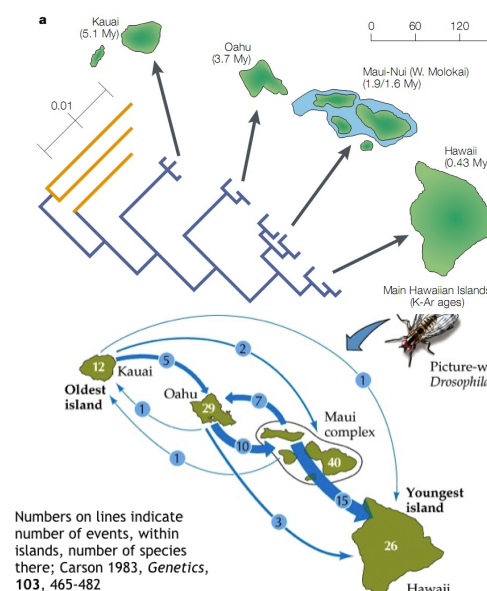 a
Kauai
(5.1 My)
Oahu
(3.7 My)
0 60 120
Maui-Nui (W. Molokai)
(1.9/1.6 My)
Hawaii
(0.43 My
0.01
Main Hawaiian Islands
(K-Ar ages)
Picture-w
Drosophila
12
Kauai
Oldest
island
5
2
1
Oahu
29
7
1
10
1
Maui
complex
40
15
3
Youngest
island
26
Hawaii
Numbers on lines indicate
number of events, within
islands, number of species
there; Carson 1983, Genetics,
103, 465-482